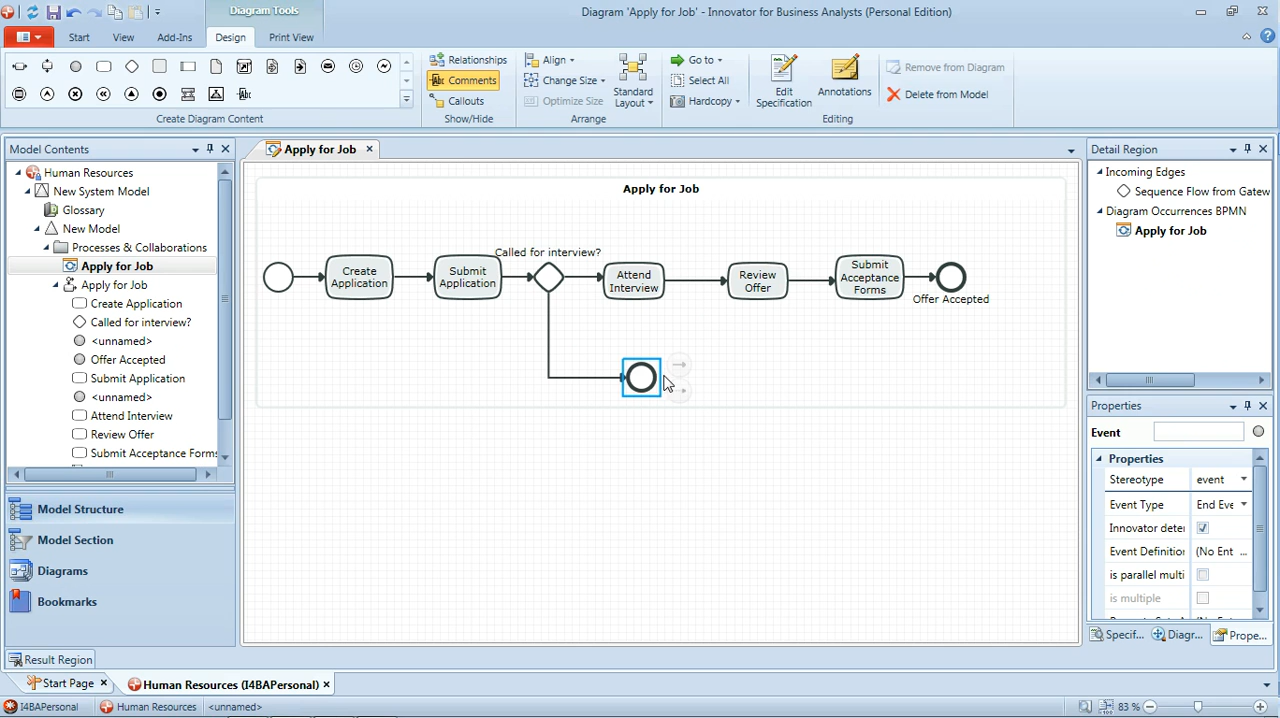 Diagram Tools
Diagram 'Apply for Job' - Innovator for Business Analysts (Personal Edition)
Start
View
Add-Ins
Design
Print View
Relationships
Comments
Callouts
Align
Change Size
Optimize Size
Standard
Layout
Go to
Select All
Hardcopy
Edit
Specification
Annotations
Remove from Diagram
Delete from Model
Abc
Create Diagram Content
Show/Hide
Arrange
Editing
Model Contents
Human Resources
New System Model
Glossary
New Model
Processes & Collaborations
Apply for Job
Apply for Job
Create Application
Called for interview?
<unnamed>
Offer Accepted
Submit Application
<unnamed>
Attend Interview
Review Offer
Submit Acceptance Forms
Model Structure
Model Section
Diagrams
Bookmarks
Apply for Job
Apply for Job
Called for interview?
Create
Application
Submit
Application
Attend
Interview
Review
Offer
Submit
Acceptance
Forms
Offer Accepted
Detail Region
Incoming Edges
Sequence Flow from Gatew
Diagram Occurrences BPMN
Apply for Job
Properties
Event
Properties
Stereotype
event
Event Type
End Eve
Innovator deter
Event Definition
(No Ent ...
is parallel multi
is multiple
Specif...
Diagr...
Prope...
Result Region
Start Page
Human Resources (I4BAPersonal)
I4BAPersonal
Human Resources
<unnamed>
83 %